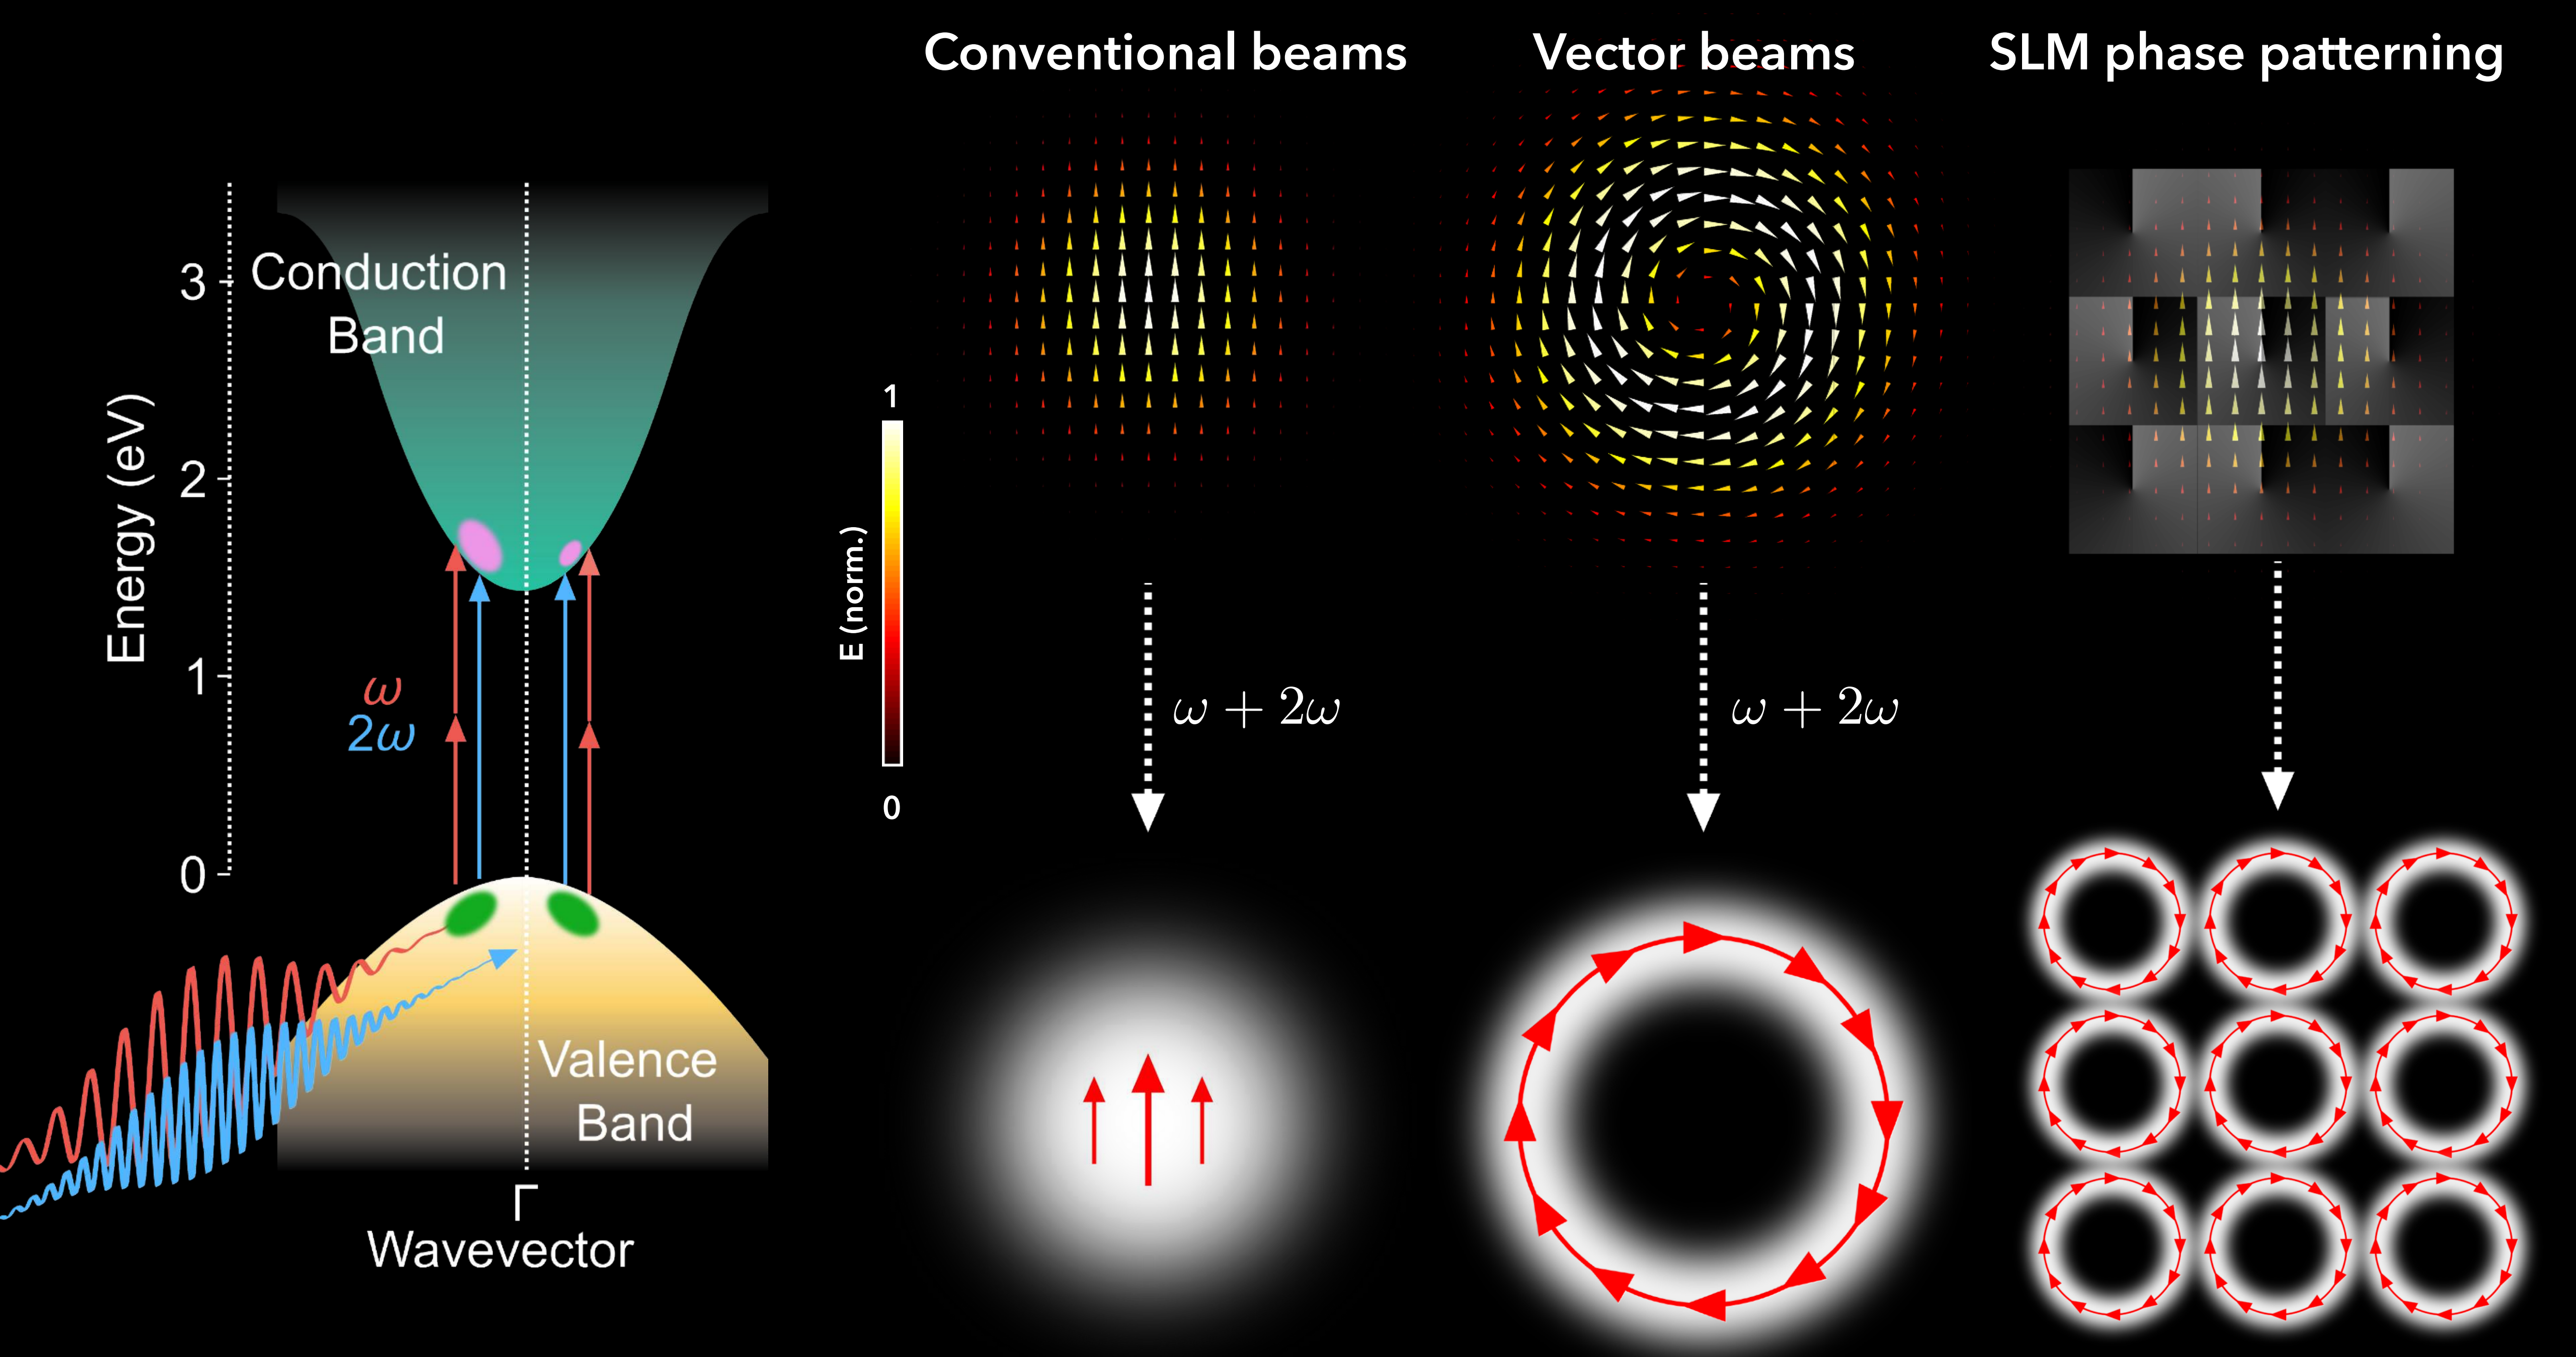 Conventional beams
Vector beams
SLM phase patterning
Energy (eV)
3
2
1
0
Conduction
Band
ω
2ω
Valence
Band
Γ
Wavevector
1
E (norm.)
0
ω + 2ω
ω + 2ω